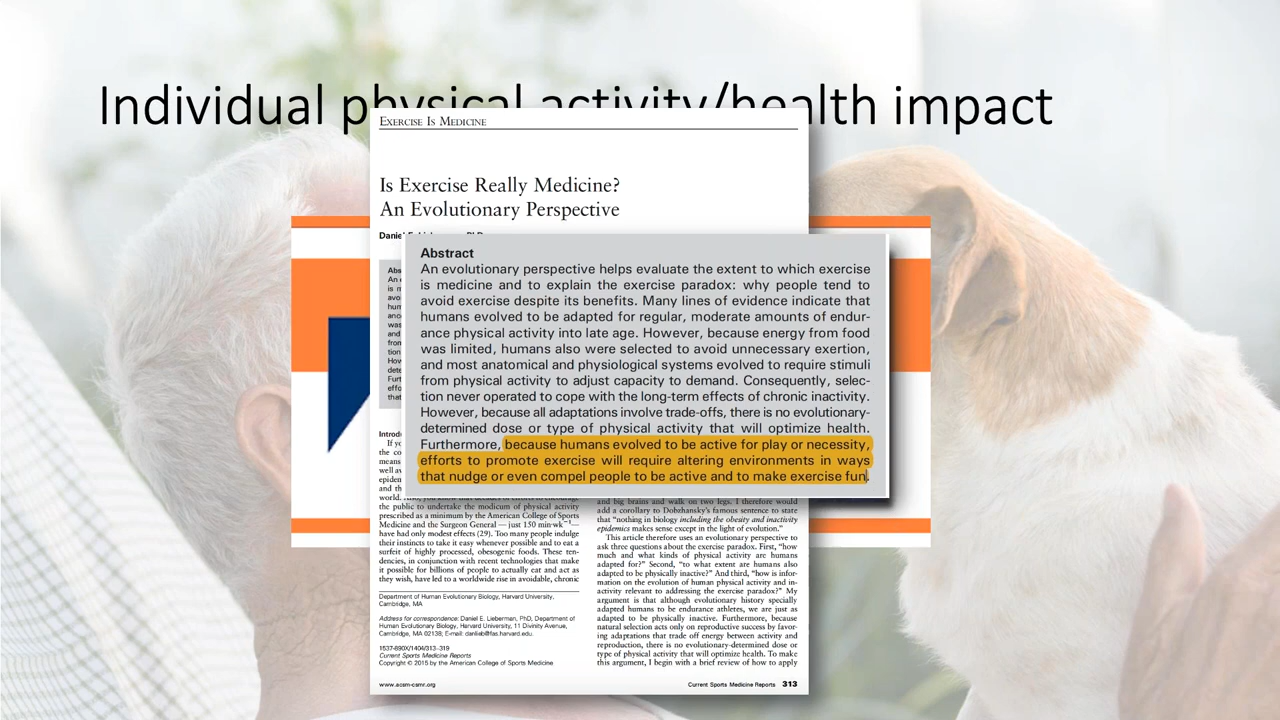 Individual physical activity/health impact
EXERCISE IS MEDICINE
Is Exercise Really Medicine?
An Evolutionary Perspective
Abstract
An evolutionary perspective helps evaluate the extent to which exercise
is medicine and to explain the exercise paradox: why people tend to
avoid exercise despite its benefits. Many lines of evidence indicate that
humans evolved to be adapted for regular, moderate amounts of endur-
ance physical activity into late age. However, because energy from food
was limited, humans also were selected to avoid unnecessary exertion,
and most anatomical and physiological systems evolved to require stimuli
from physical activity to adjust capacity to demand. Consequently, selec-
tion never operated to cope with the long-term effects of chronic inactivity.
However, because all adaptations involve trade-offs, there is no evolutionary-
determined dose or type of physical activity that will optimize health.
Furthermore, because humans evolved to be active for play or necessity,
efforts to promote exercise will require altering environments in ways
that nudge or even compel people to be active and to make exercise fun.
the public to undertake the modicum of physical activity
prescribed as a minimum by the American College of Sports
Medicine and the Surgeon General — just 150 min·wk⁻¹—
have had only modest effects (29). Too many people indulge
their instincts to take it easy whenever possible and to eat a
surfeit of highly processed, obesogenic foods. These ten-
dencies, in conjunction with recent technologies that make
it possible for billions of people to actually eat and act as
they wish, have led to a worldwide rise in avoidable, chronic
Department of Human Evolutionary Biology, Harvard University,
Cambridge, MA
Address for correspondence: Daniel E. Lieberman, PhD, Department of
Human Evolutionary Biology, Harvard University, 11 Divinity Avenue,
Cambridge, MA 02138; E-mail: danlieb@fas.harvard.edu.
1537-890X/1404/313–319
Current Sports Medicine Reports
Copyright © 2015 by the American College of Sports Medicine
and big brains and walk on two legs. I therefore would
add a corollary to Dobzhansky's famous sentence to state
that "nothing in biology including the obesity and inactivity
epidemics makes sense except in the light of evolution."
This article therefore uses an evolutionary perspective to
ask three questions about the exercise paradox. First, "how
much and what kinds of physical activity are humans
adapted for?" Second, "to what extent are humans also
adapted to be physically inactive?" And third, "how is infor-
mation on the evolution of human physical activity and in-
activity relevant to addressing the exercise paradox?" My
argument is that although evolutionary history specially
adapted humans to be endurance athletes, we are just as
adapted to be physically inactive. Furthermore, because
natural selection acts only on reproductive success by favor-
ing adaptations that trade off energy between activity and
reproduction, there is no evolutionary-determined dose or
type of physical activity that will optimize health. To make
this argument, I begin with a brief review of how to apply
www.acsm-csmr.org
Current Sports Medicine Reports 313